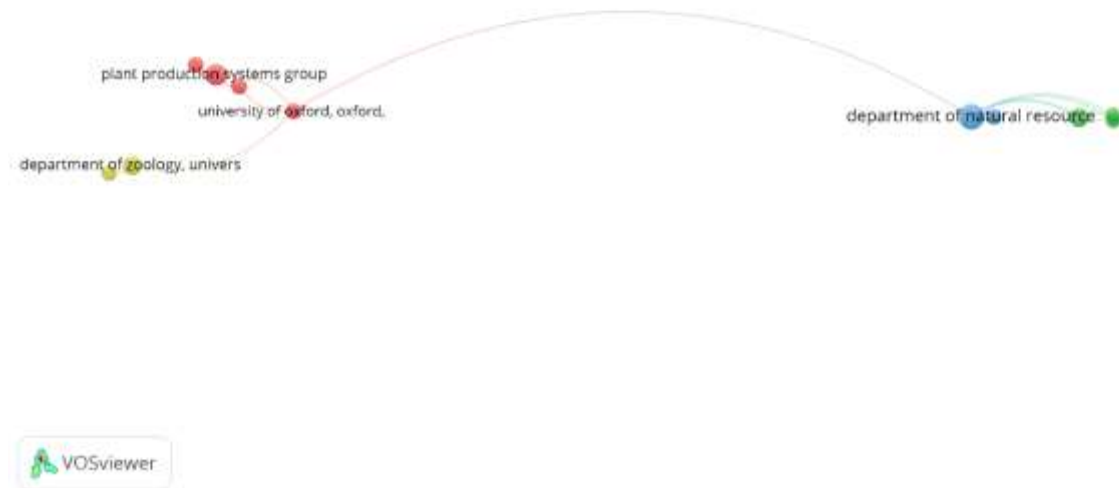 plant production systems group
university of oxford, oxford,
department of natural resource
department of zoology, univers
VOSviewer